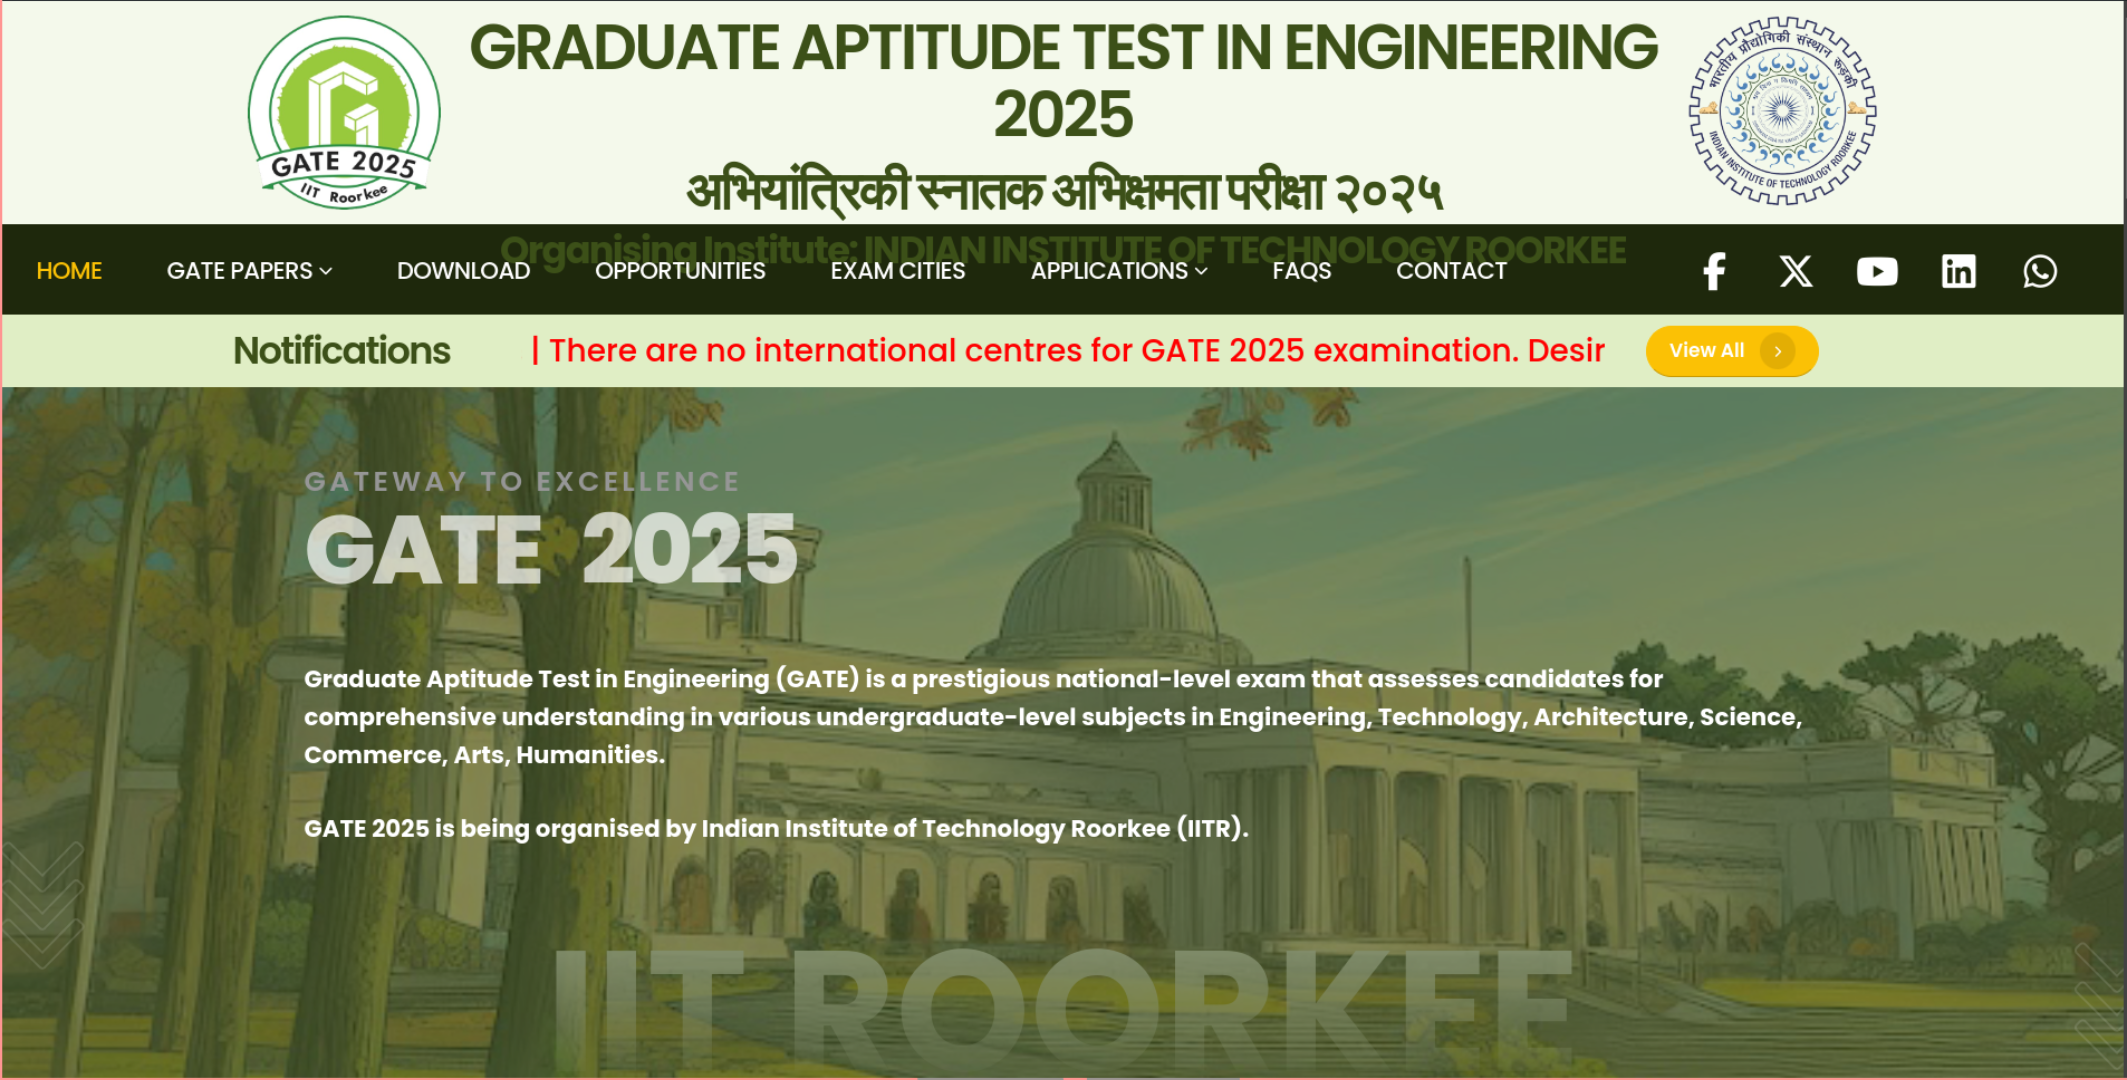 GATE 2025
IIT Roorkee
GRADUATE APTITUDE TEST IN ENGINEERING
2025
अभियांत्रिकी स्नातक अभिक्षमता परीक्षा २०२५
Organising Institute: INDIAN INSTITUTE OF TECHNOLOGY ROORKEE
भारतीय प्रौद्योगिकी संस्थान रूड़की
INDIAN INSTITUTE OF TECHNOLOGY ROORKEE
HOME GATE PAPERS DOWNLOAD OPPORTUNITIES EXAM CITIES APPLICATIONS FAQS CONTACT
Notifications | There are no international centres for GATE 2025 examination. Desir View All
GATEWAY TO EXCELLENCE
GATE 2025
Graduate Aptitude Test in Engineering (GATE) is a prestigious national-level exam that assesses candidates for
comprehensive understanding in various undergraduate-level subjects in Engineering, Technology, Architecture, Science,
Commerce, Arts, Humanities.
GATE 2025 is being organised by Indian Institute of Technology Roorkee (IITR).
IIT ROORKEE